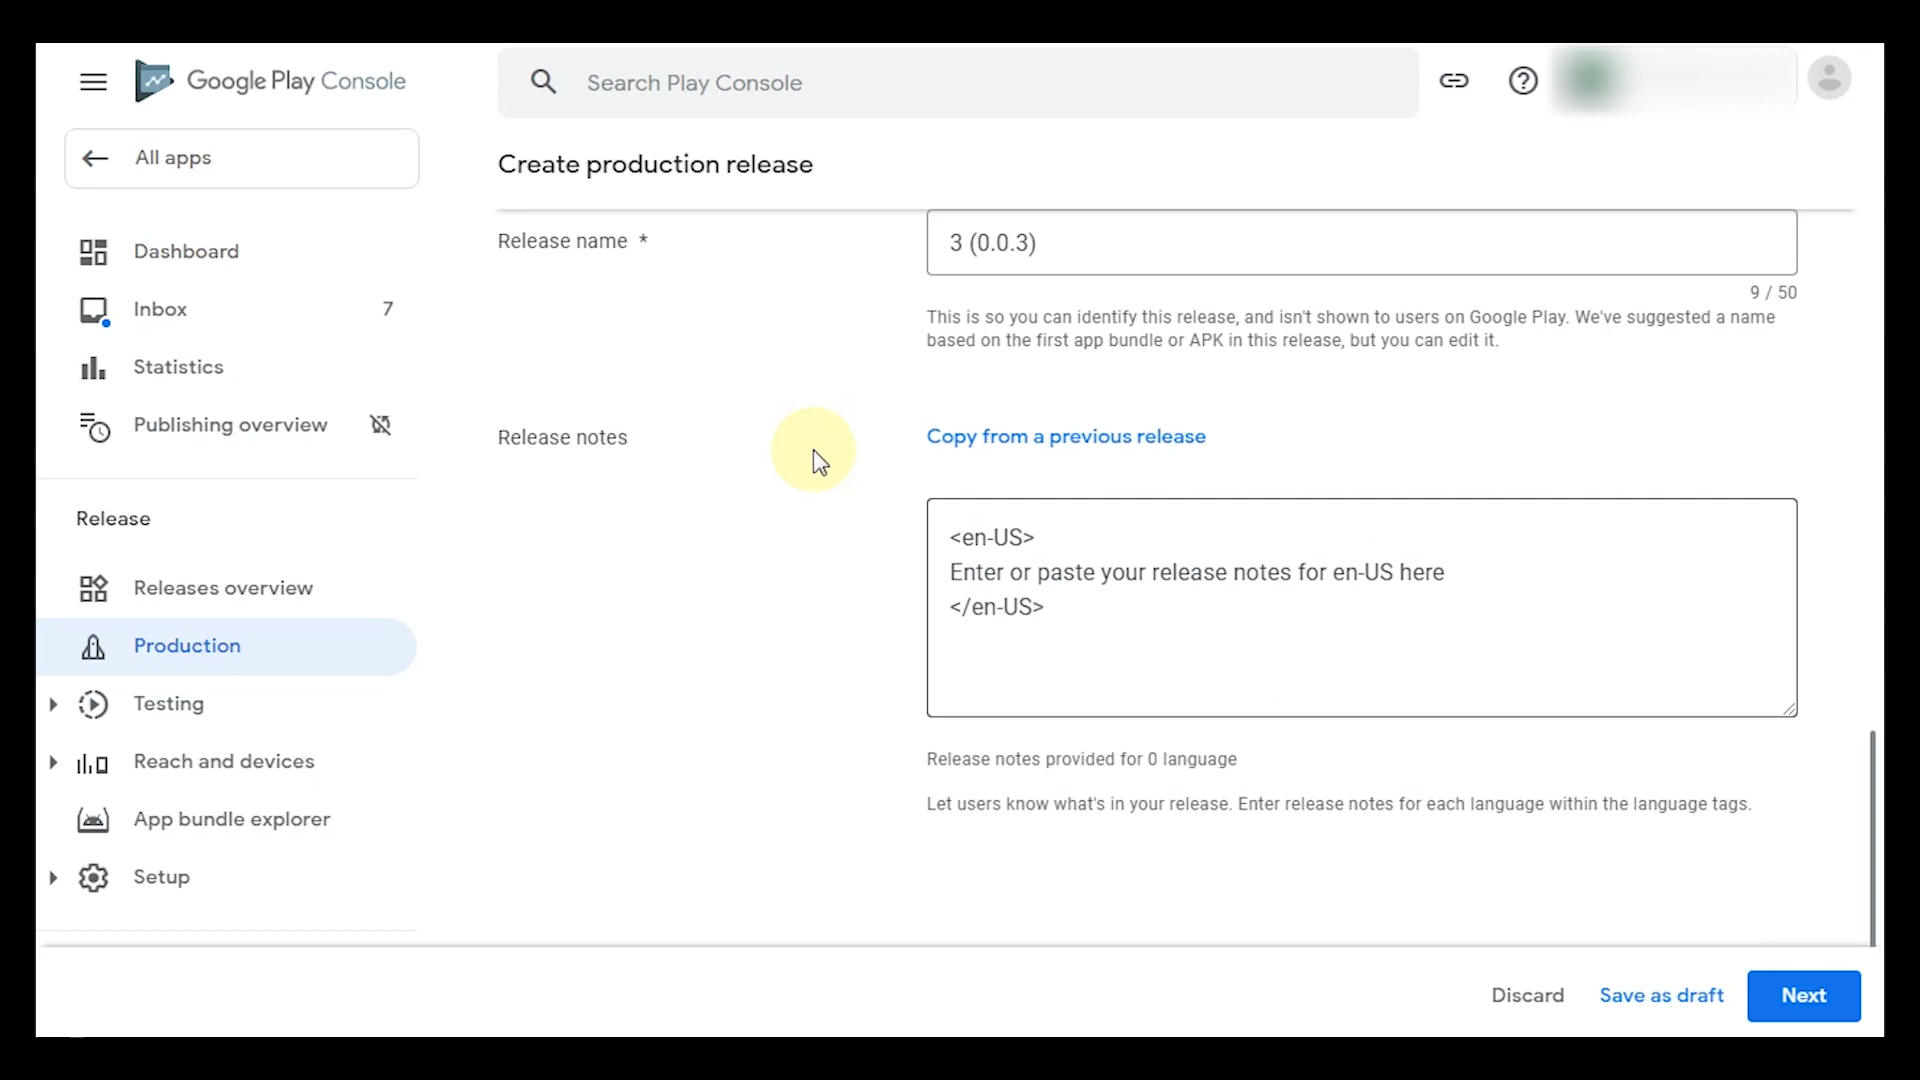 Google Play Console
Search Play Console
All apps
Create production release
Dashboard
Inbox 7
Statistics
Publishing overview
Release
Releases overview
Production
Testing
Reach and devices
App bundle explorer
Setup
Release name *
3 (0.0.3)
9 / 50
This is so you can identify this release, and isn't shown to users on Google Play. We've suggested a name
based on the first app bundle or APK in this release, but you can edit it.
Release notes
Copy from a previous release
<en-US>
Enter or paste your release notes for en-US here
</en-US>
Release notes provided for 0 language
Let users know what's in your release. Enter release notes for each language within the language tags.
Discard
Save as draft
Next